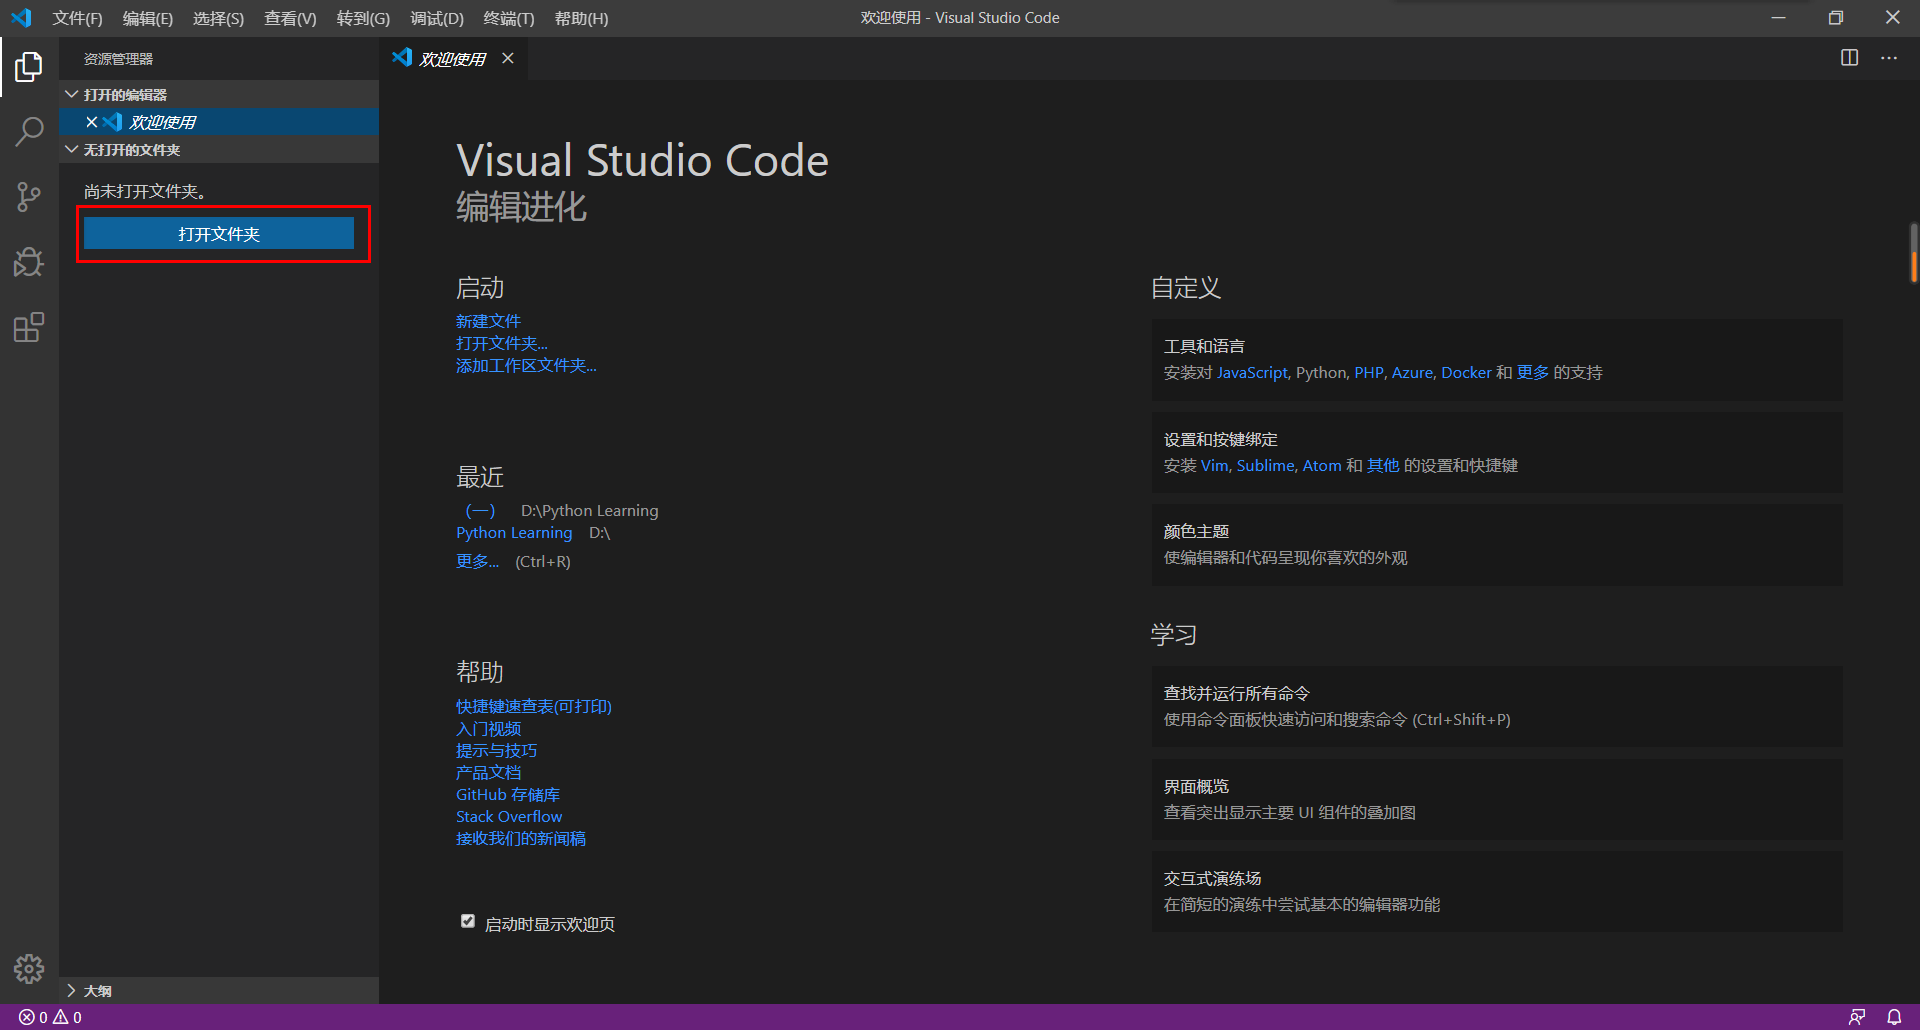 文件(F) 编辑(E) 选择(S) 查看(V) 转到(G) 调试(D) 终端(T) 帮助(H)
欢迎使用 - Visual Studio Code
资源管理器
打开的编辑器
欢迎使用
无打开的文件夹
尚未打开文件夹。
打开文件夹
大纲
欢迎使用
Visual Studio Code
编辑进化
启动
新建文件
打开文件夹...
添加工作区文件夹...
最近
(一) D:\Python Learning
Python Learning D:\
更多... (Ctrl+R)
帮助
快捷键速查表(可打印)
入门视频
提示与技巧
产品文档
GitHub 存储库
Stack Overflow
接收我们的新闻稿
启动时显示欢迎页
自定义
工具和语言
安装对 JavaScript, Python, PHP, Azure, Docker 和 更多 的支持
设置和按键绑定
安装 Vim, Sublime, Atom 和 其他 的设置和快捷键
颜色主题
使编辑器和代码呈现你喜欢的外观
学习
查找并运行所有命令
使用命令面板快速访问和搜索命令 (Ctrl+Shift+P)
界面概览
查看突出显示主要 UI 组件的叠加图
交互式演练场
在简短的演练中尝试基本的编辑器功能
0 0